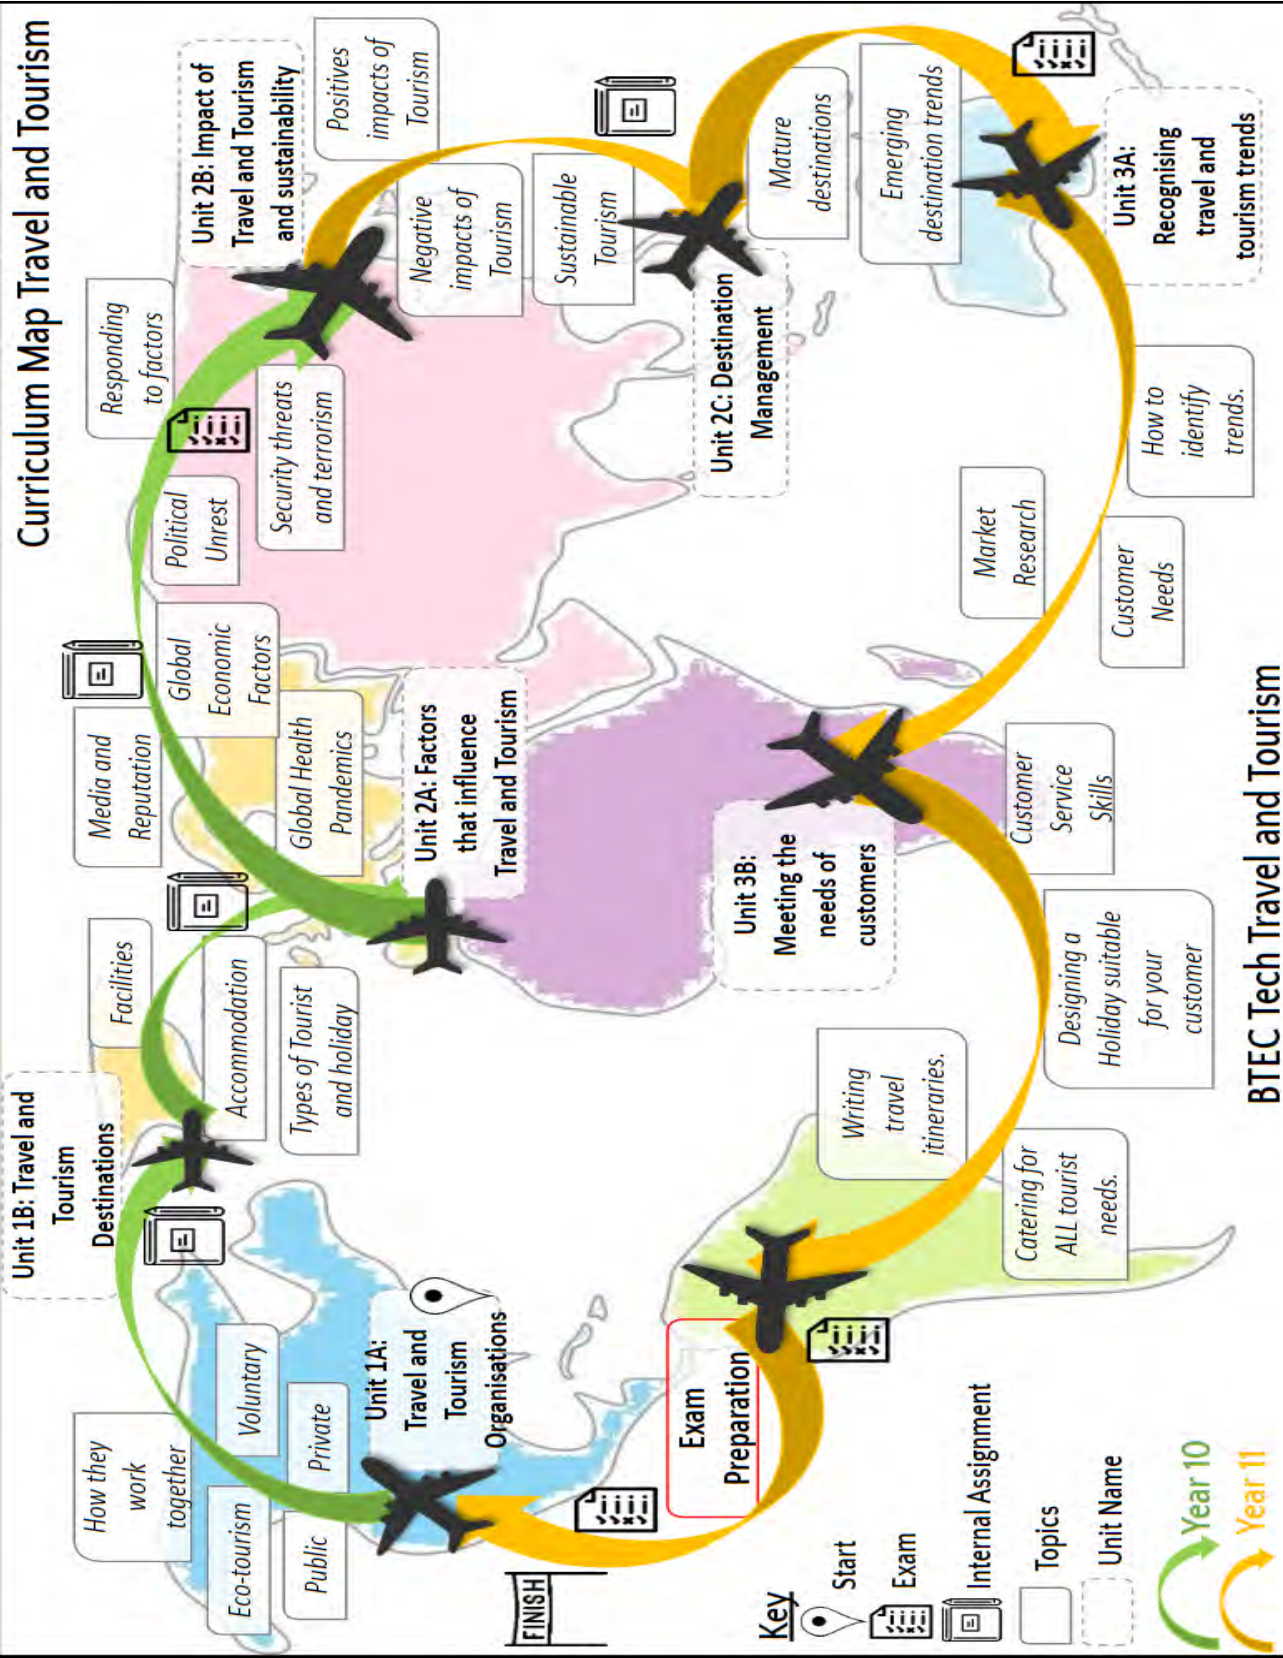 Curriculum Map Travel and Tourism
Unit 1B: Travel and
Tourism
Destinations
Facilities
Media and
Reputation
Responding
to factors
Unit 2B: Impact of
Travel and Tourism
and sustainability
Positives
impacts of
Tourism
How they
work
together
Voluntary
Accommodation
Global
Economic
Factors
Political
Unrest
Security threats
and terrorism
Eco-tourism
Private
Public
Types of Tourist
and holiday
Global Health
Pandemics
Negative
impacts of
Tourism
Unit 1A:
Travel and
Tourism
Organisations
Unit 2A: Factors
that influence
Travel and Tourism
Sustainable
Tourism
FINISH
Exam
Preparation
Unit 3B:
Meeting the
needs of
customers
Unit 2C: Destination
Management
Mature
destinations
Writing
travel
itineraries.
Emerging
destination trends
Market
Research
Customer
Service
Skills
Customer
Needs
How to
identify
trends.
Unit 3A:
Recognising
travel and
tourism trends
Catering for
ALL tourist
needs.
Designing a
Holiday suitable
for your
customer
Key
Start
Exam
Internal Assignment
Topics
Unit Name
Year 10
Year 11
BTEC Tech Travel and Tourism